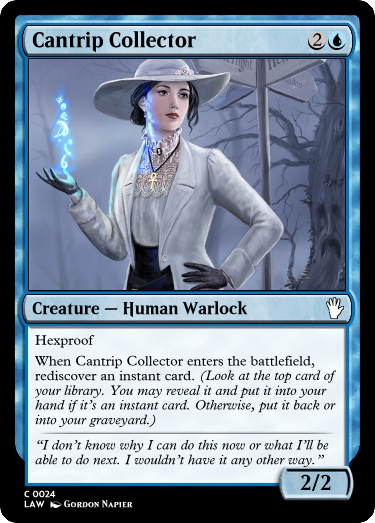 Cantrip Collector 2
Creature — Human Warlock
Hexproof
When Cantrip Collector enters the battlefield,
rediscover an instant card. (Look at the top card of
your library. You may reveal it and put it into your
hand if it's an instant card. Otherwise, put it back or
into your graveyard.)
“I don't know why I can do this now or what I'll be
able to do next. I wouldn't have it any other way.”
2/2
C 0024
LAW GORDON NAPIER